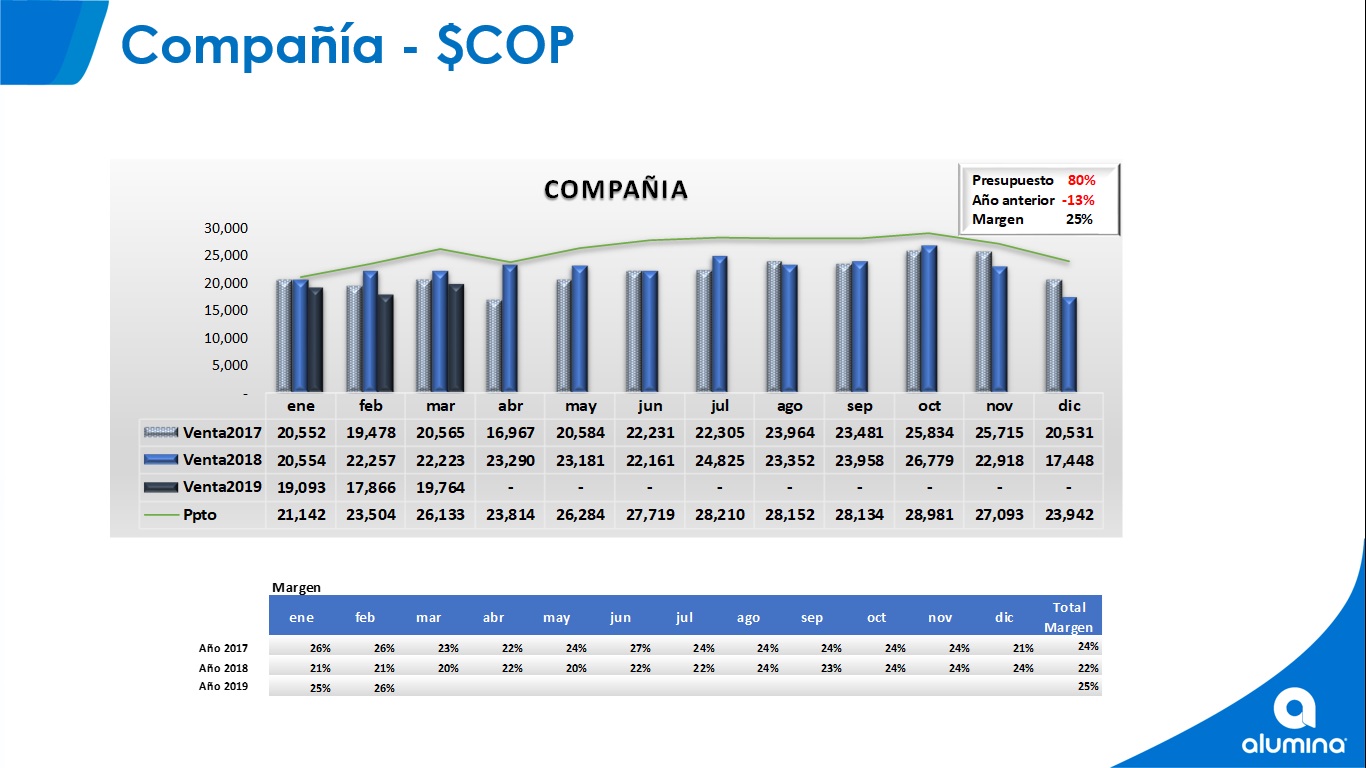 Compañía - $COP
COMPAÑIA
Presupuesto 80%
Año anterior -13%
Margen 25%
30,000
25,000
20,000
15,000
10,000
5,000
-
ene feb mar abr may jun jul ago sep oct nov dic
Venta2017 20,552 19,478 20,565 16,967 20,584 22,231 22,305 23,964 23,481 25,834 25,715 20,531
Venta2018 20,554 22,257 22,223 23,290 23,181 22,161 24,825 23,352 23,958 26,779 22,918 17,448
Venta2019 19,093 17,866 19,764 - - - - - - - - -
Ppto 21,142 23,504 26,133 23,814 26,284 27,719 28,210 28,152 28,134 28,981 27,093 23,942
Margen
ene feb mar abr may jun jul ago sep oct nov dic Total Margen
Año 2017 26% 26% 23% 22% 24% 27% 24% 24% 24% 24% 24% 21% 24%
Año 2018 21% 21% 20% 22% 20% 22% 22% 24% 23% 24% 24% 24% 22%
Año 2019 25% 26% 25%
alumina